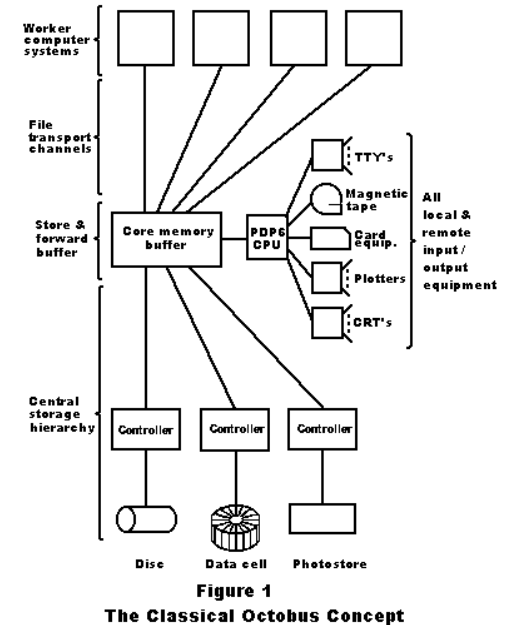 Worker
computer
systems
File
transport
channels
Store &
forward
buffer
Core memory
buffer
PDP6
CPU
TTY's
Magnetic
tape
Card
equip.
Plotters
CRT's
All
local &
remote
input /
output
equipment
Central
storage
hierarchy
Controller
Controller
Controller
Disc
Data cell
Photostore
Figure 1
The Classical Octobus Concept